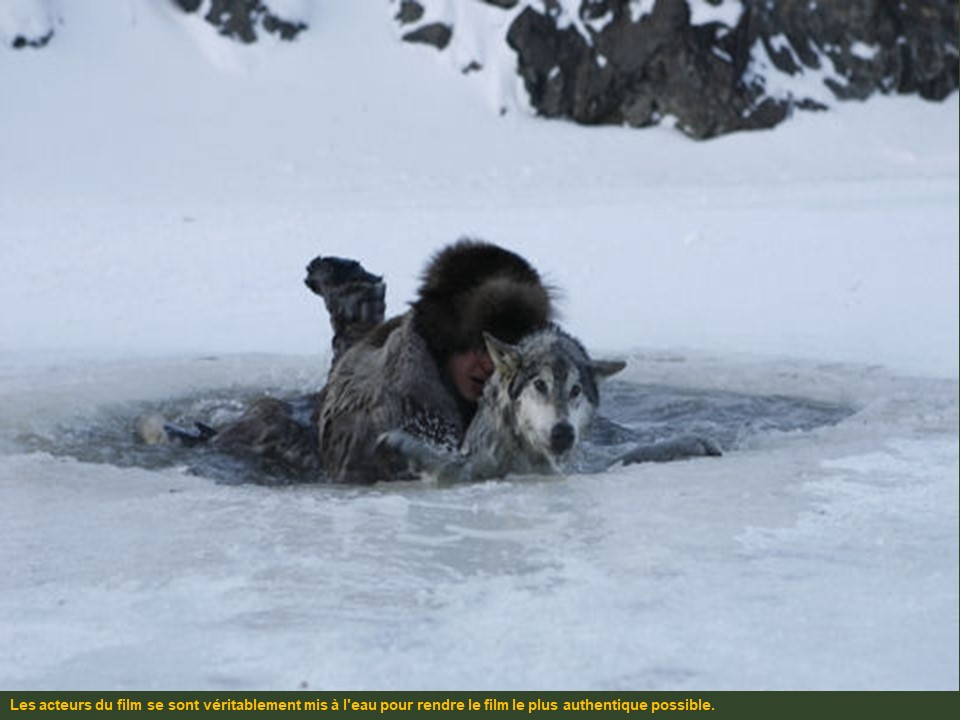 Les acteurs du film se sont véritablement mis à l'eau pour rendre le film le plus authentique possible.